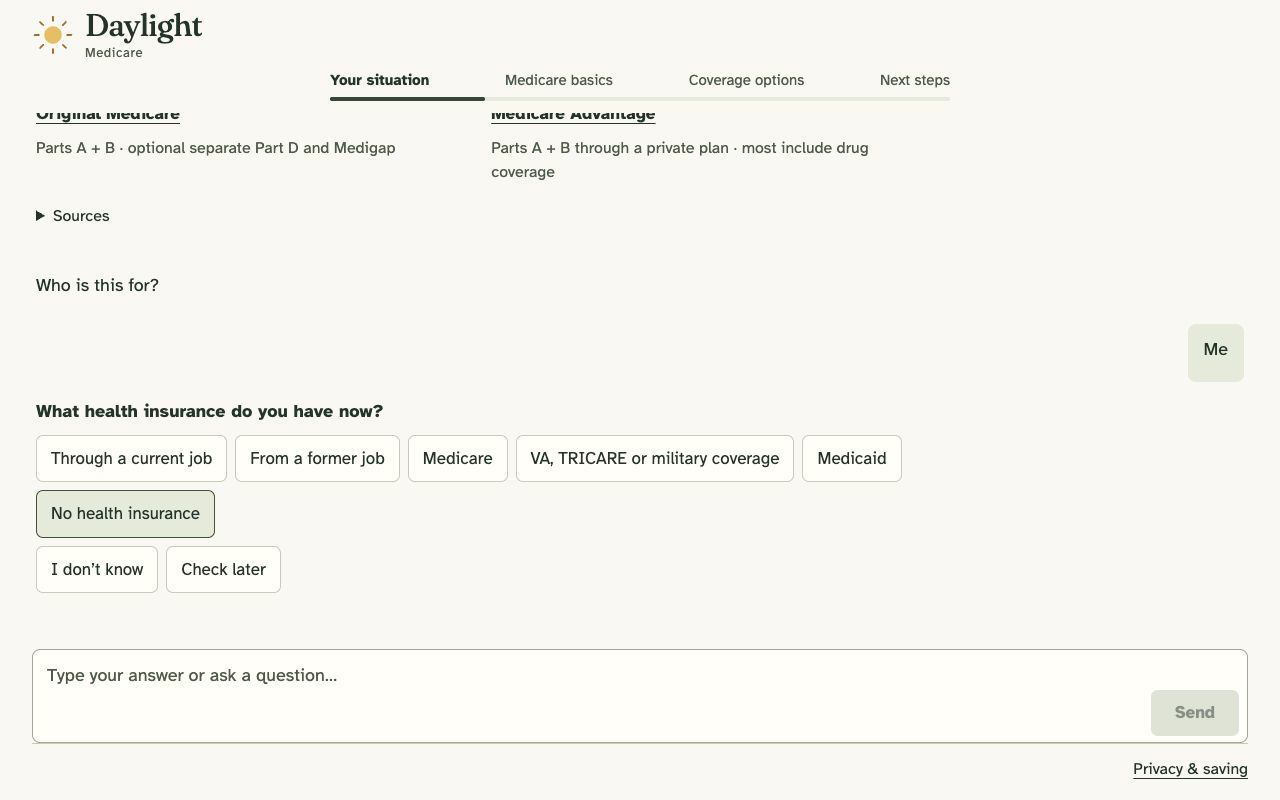 Daylight
Medicare
Your situation
Medicare basics
Coverage options
Next steps
Original Medicare
Medicare Advantage
Parts A + B · optional separate Part D and Medigap
Parts A + B through a private plan · most include drug
coverage
Sources
Who is this for?
Me
What health insurance do you have now?
Through a current job
From a former job
Medicare
VA, TRICARE or military coverage
Medicaid
No health insurance
I don’t know
Check later
Type your answer or ask a question...
Send
Privacy & saving